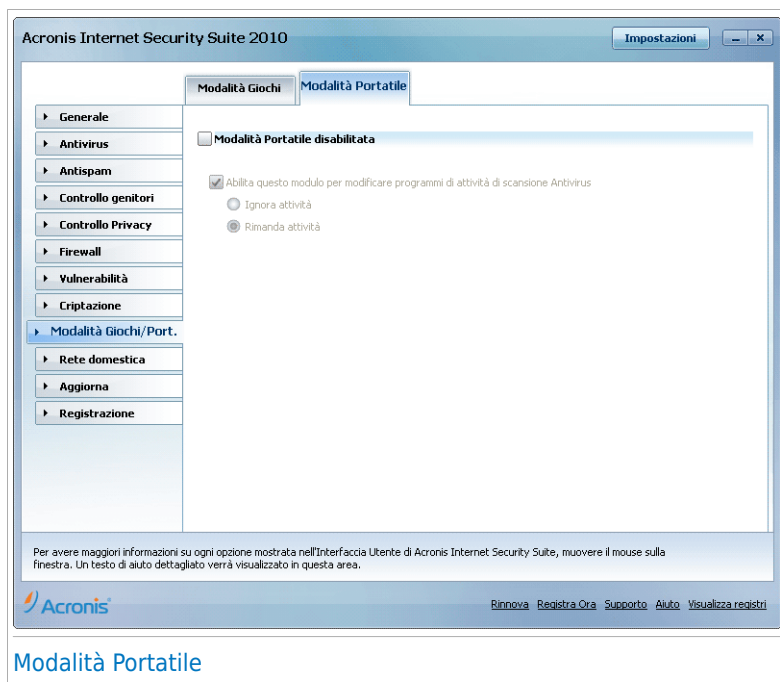 Acronis Internet Security Suite 2010
Impostazioni
Modalità Giochi
Modalità Portatile
Generale
Antivirus
Antispam
Controllo genitori
Controllo Privacy
Firewall
Vulnerabilità
Criptazione
Modalità Giochi/Port.
Rete domestica
Aggiorna
Registrazione
Modalità Portatile disabilitata
Abilita questo modulo per modificare programmi di attività di scansione Antivirus
Ignora attività
Rimanda attività
Per avere maggiori informazioni su ogni opzione mostrata nell'Interfaccia Utente di Acronis Internet Security Suite, muovere il mouse sulla
finestra. Un testo di aiuto dettagliato verrà visualizzato in questa area.
Acronis
Rinnova Registra Ora Supporto Aiuto Visualizza registri
Modalità Portatile